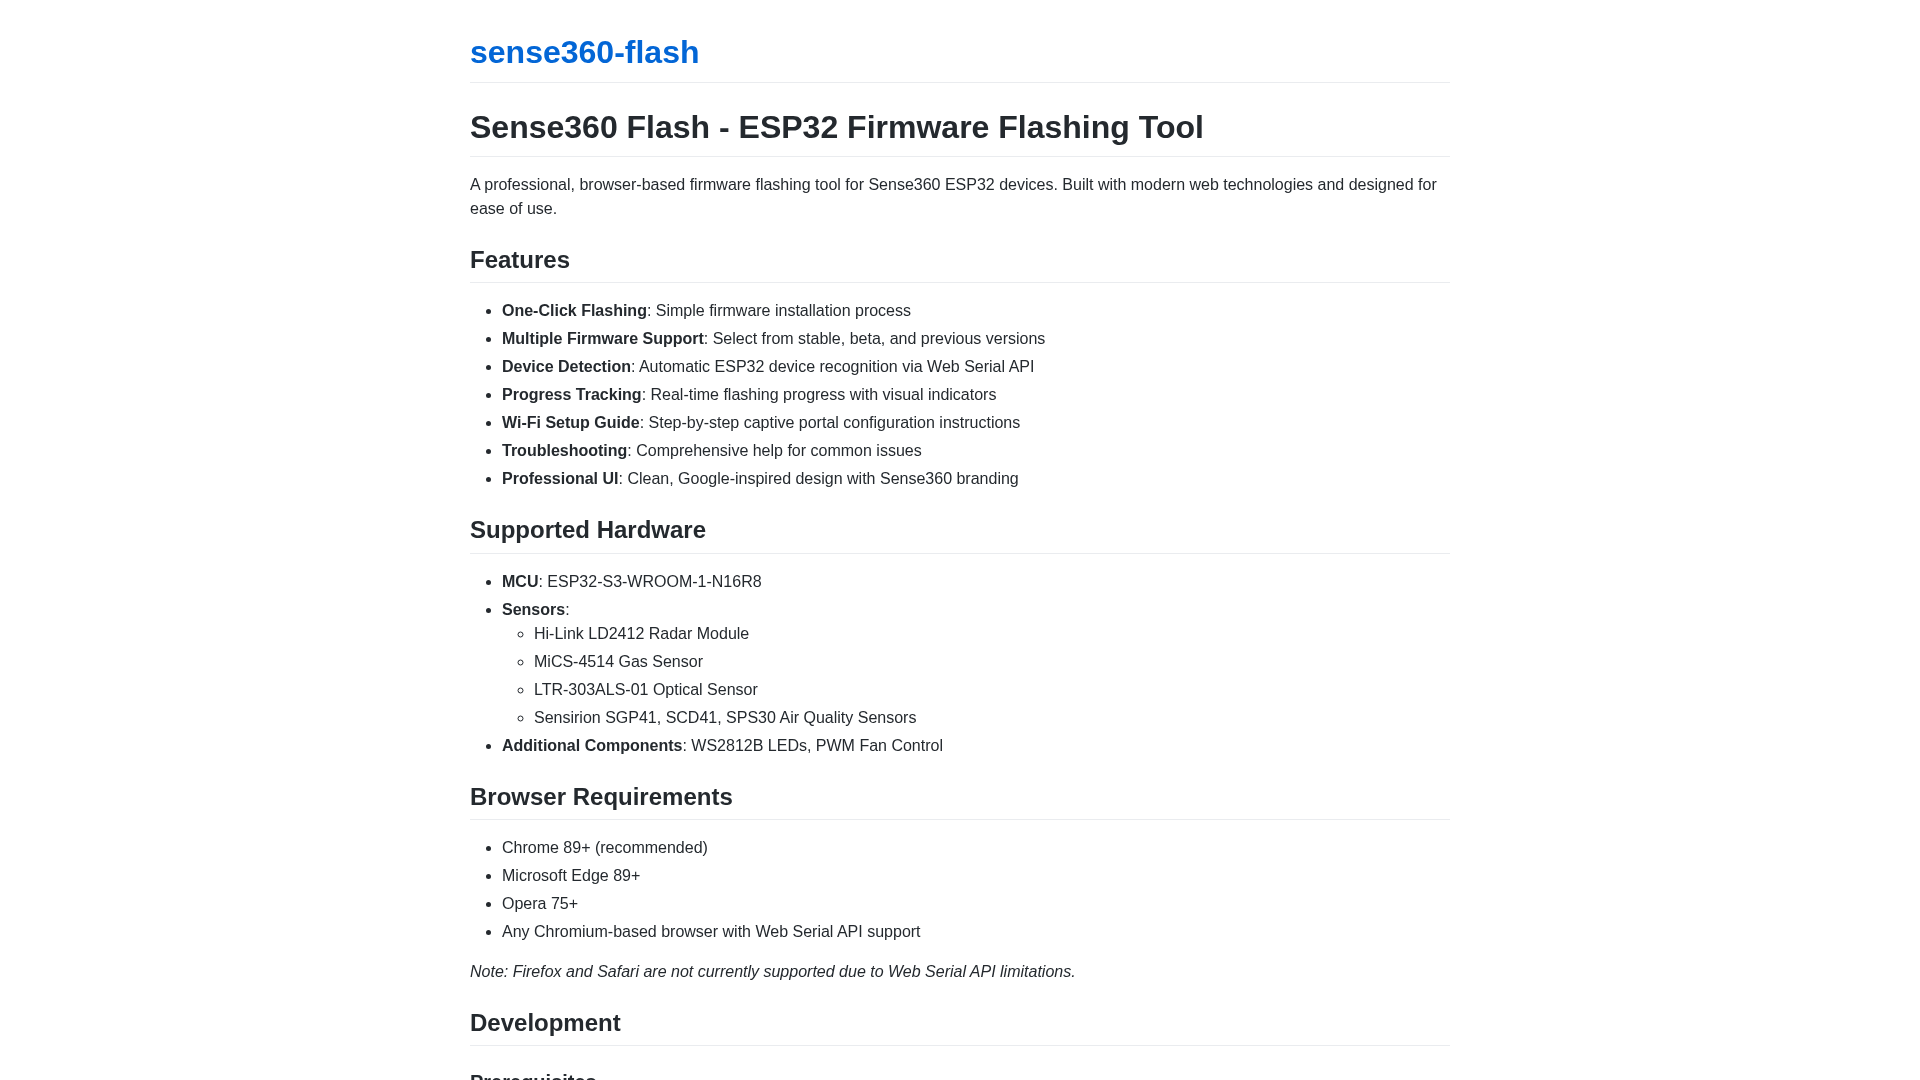 sense360-flash
Sense360 Flash - ESP32 Firmware Flashing Tool
A professional, browser-based firmware flashing tool for Sense360 ESP32 devices. Built with modern web technologies and designed for
ease of use.
Features
One-Click Flashing: Simple firmware installation process
Multiple Firmware Support: Select from stable, beta, and previous versions
Device Detection: Automatic ESP32 device recognition via Web Serial API
Progress Tracking: Real-time flashing progress with visual indicators
Wi-Fi Setup Guide: Step-by-step captive portal configuration instructions
Troubleshooting: Comprehensive help for common issues
Professional UI: Clean, Google-inspired design with Sense360 branding
Supported Hardware
MCU: ESP32-S3-WROOM-1-N16R8
Sensors:
Hi-Link LD2412 Radar Module
MiCS-4514 Gas Sensor
LTR-303ALS-01 Optical Sensor
Sensirion SGP41, SCD41, SPS30 Air Quality Sensors
Additional Components: WS2812B LEDs, PWM Fan Control
Browser Requirements
Chrome 89+ (recommended)
Microsoft Edge 89+
Opera 75+
Any Chromium-based browser with Web Serial API support
Note: Firefox and Safari are not currently supported due to Web Serial API limitations.
Development
Prerequisites